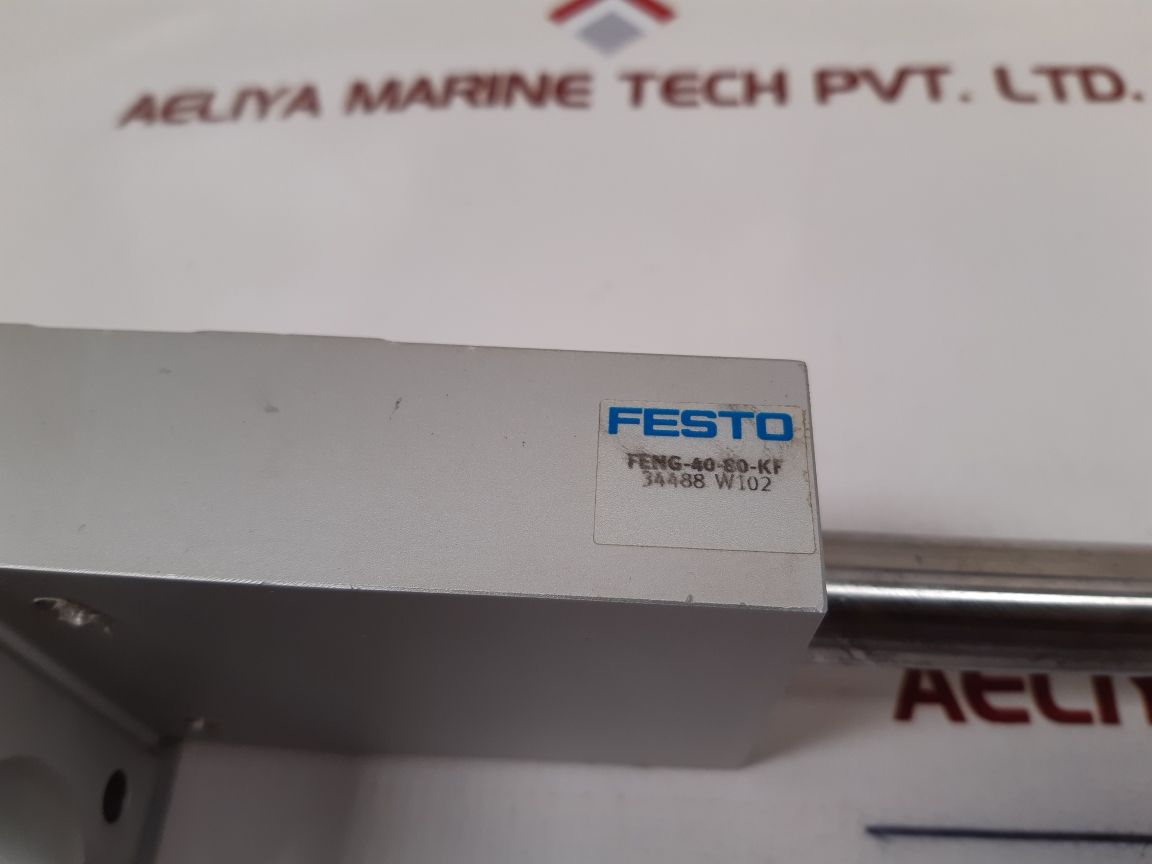 AELIYA MARINE TECH PVT. LTD.
FESTO
FENG-40-80-KF
34488 W102
AELIY